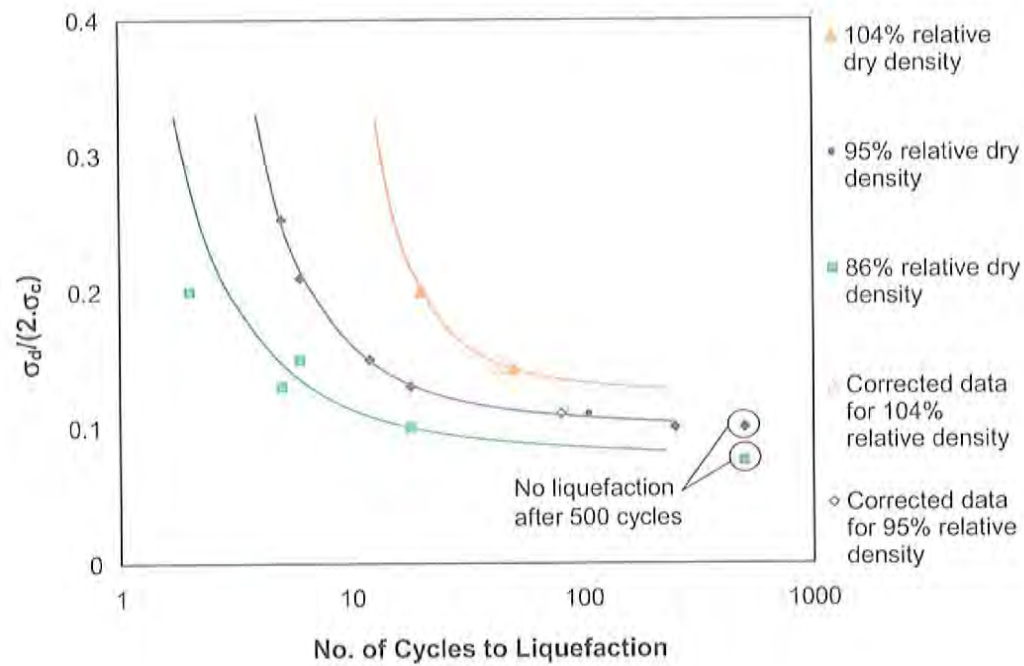 0.4
0.3
0.2
0.1
0
σd/(2.σc)
1
10
100
1000
No. of Cycles to Liquefaction
No liquefaction
after 500 cycles
104% relative
dry density
95% relative dry
density
86% relative dry
density
Corrected data
for 104%
relative density
Corrected data
for 95% relative
density